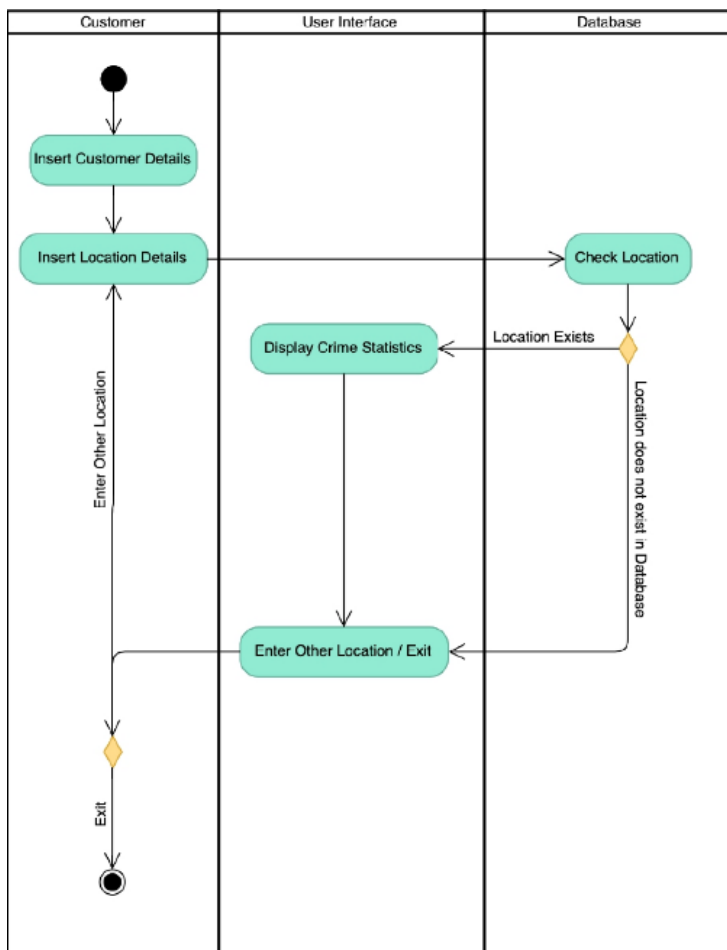 Customer
User Interface
Database
Insert Customer Details
Insert Location Details
Check Location
Display Crime Statistics
Location Exists
Location does not exist in Database
Enter Other Location
Enter Other Location / Exit
Exit